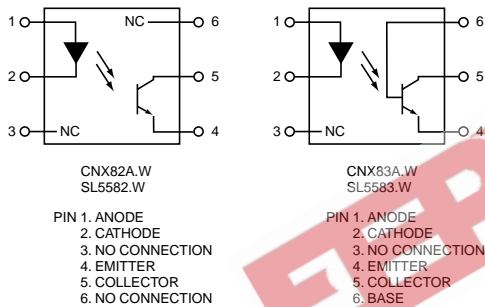 1 NC 6
2 5
3 NC 4
CNX82A.W
SL5582.W
PIN 1. ANODE
2. CATHODE
3. NO CONNECTION
4. EMITTER
5. COLLECTOR
6. NO CONNECTION
1 6
2 5
3 NC 4
CNX83A.W
SL5583.W
PIN 1. ANODE
2. CATHODE
3. NO CONNECTION
4. EMITTER
5. COLLECTOR
6. BASE